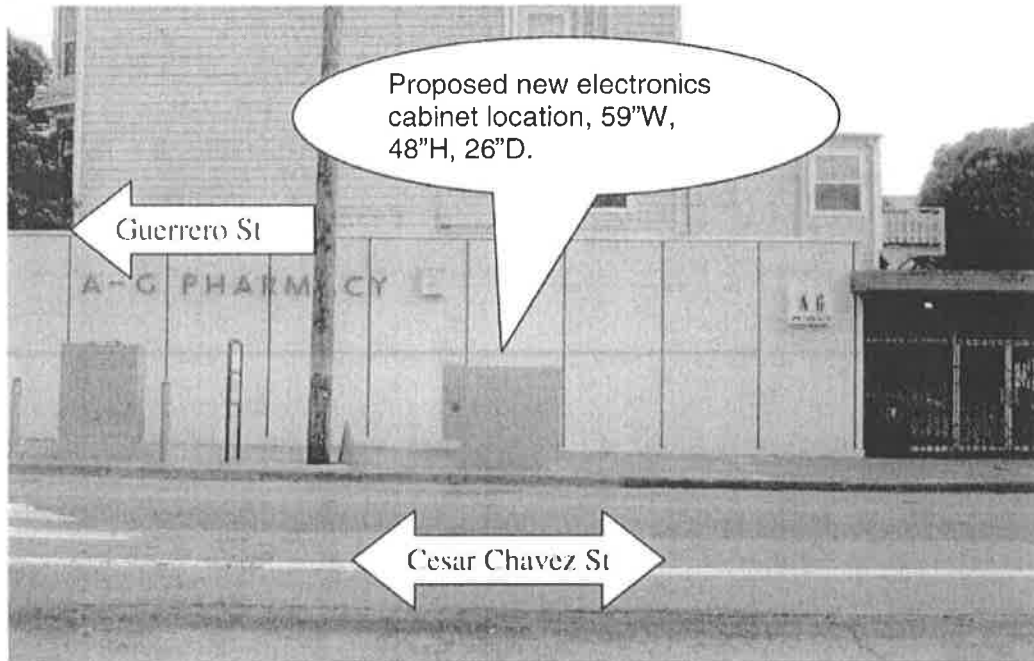 Proposed new electronics
cabinet location, 59”W,
48”H, 26”D.
Guerrero St
A-G PHARMACY
A G
Cesar Chavez St